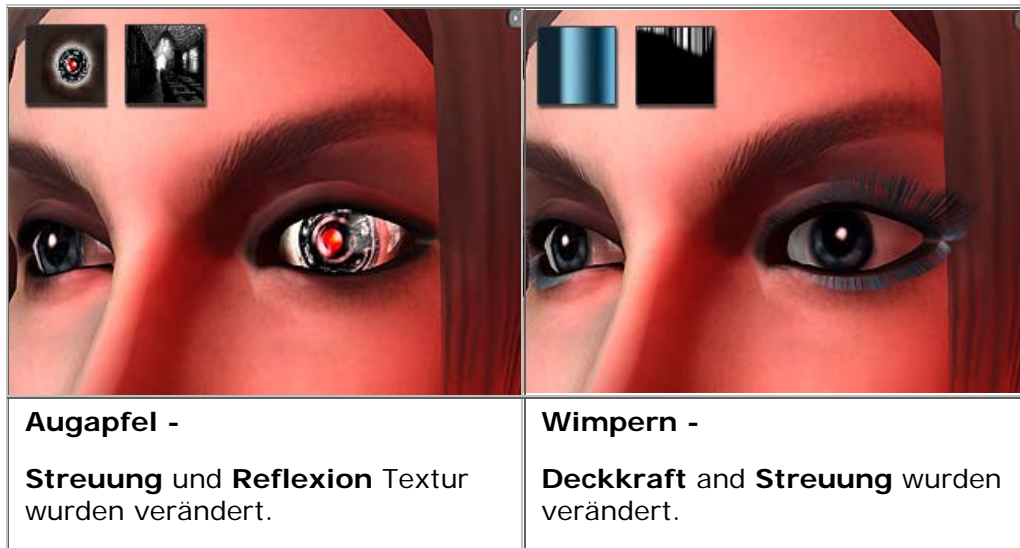 Augapfel -
Streuung und Reflexion Textur
wurden verändert.
Wimpern -
Deckkraft and Streuung wurden
verändert.